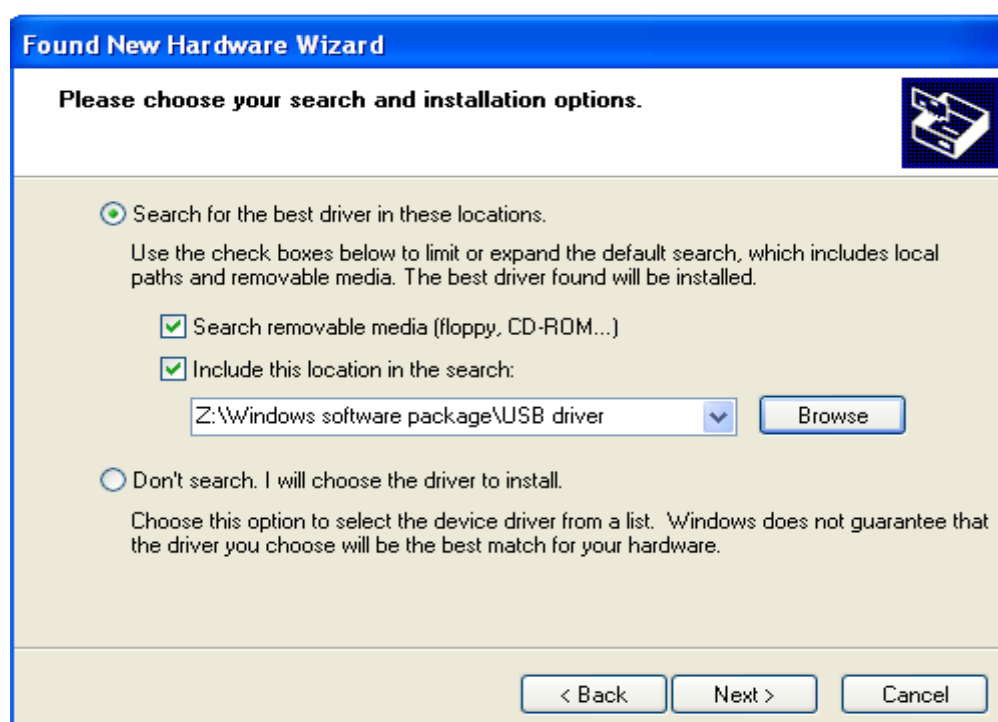 Found New Hardware Wizard
Please choose your search and installation options.
Search for the best driver in these locations.
Use the check boxes below to limit or expand the default search, which includes local
paths and removable media. The best driver found will be installed.
Search removable media (floppy, CD-ROM...)
Include this location in the search:
Z:\Windows software package\USB driver
Browse
Don't search. I will choose the driver to install.
Choose this option to select the device driver from a list. Windows does not guarantee that
the driver you choose will be the best match for your hardware.
< Back Next > Cancel